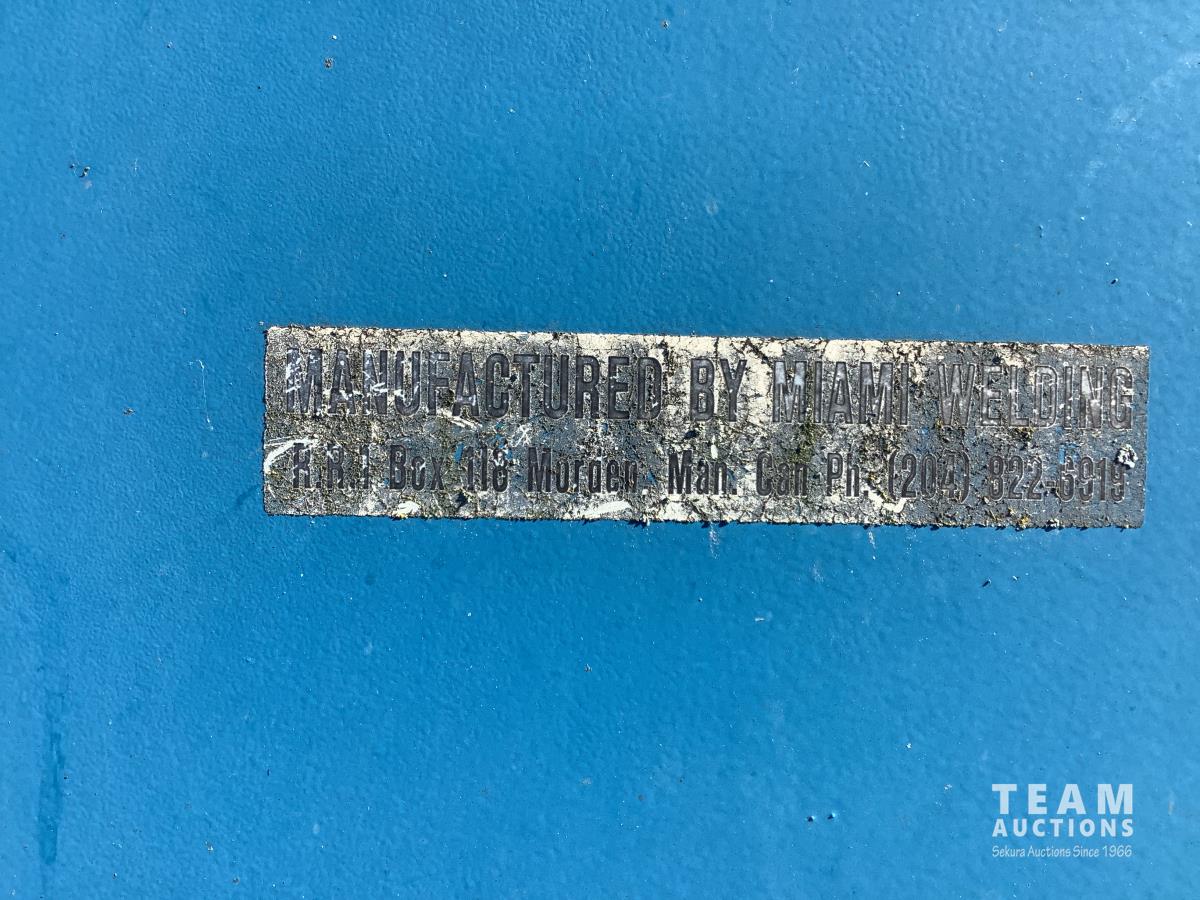 MANUFACTURED BY MIAMI WELDING
R.R.1 Box 118 Morden, Man. Can Ph. (204) 822-6919
TEAM
AUCTIONS
Sekura Auctions Since 1966